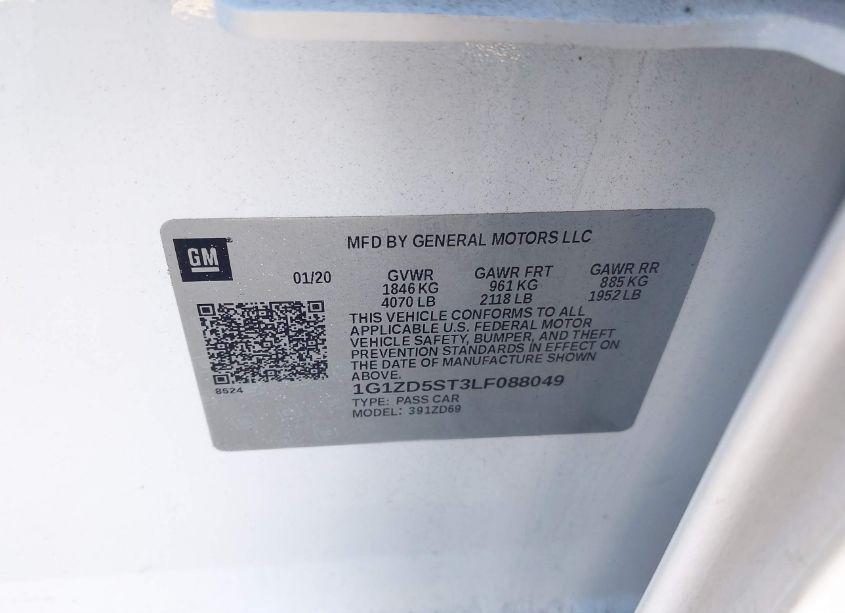 GM
MFD BY GENERAL MOTORS LLC
01/20 GVWR GAWR FRT GAWR RR
1846 KG 961 KG 885 KG
4070 LB 2118 LB 1952 LB
THIS VEHICLE CONFORMS TO ALL
APPLICABLE U.S. FEDERAL MOTOR
VEHICLE SAFETY, BUMPER, AND THEFT
PREVENTION STANDARDS IN EFFECT ON
THE DATE OF MANUFACTURE SHOWN
ABOVE.
1G1ZD5ST3LF088049
8524
TYPE: PASS CAR
MODEL: 391ZD69